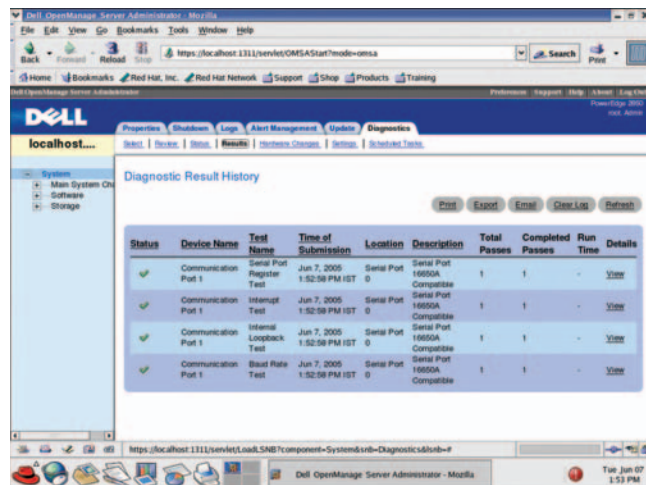 Dell OpenManage Server Administrator - Mozilla
File Edit View Go Bookmarks Tools Window Help
Back Forward Reload Stop https://localhost:1311/servlet/OMSAStart?mode=omsa Search Print
Home Bookmarks Red Hat, Inc. Red Hat Network Support Shop Products Training
Dell OpenManage Server Administrator Preferences Support Help About Log Out
DELL PowerEdge 2800
root, Admin
Properties Shutdown Logs Alert Management Update Diagnostics
localhost.... Select Review Status Results Hardware Changes Settings Scheduled Tasks
System
Main System Cha
Software
Storage
Diagnostic Result History
Print Export Email Clear Log Refresh
Status Device Name Test Name Time of Submission Location Description Total Passes Completed Passes Run Time Details
Communication Port 1 Serial Port Register Test Jun 7, 2005 1:52:58 PM IST Serial Port 0 Serial Port 16650A Compatible 1 1 - View
Communication Port 1 Interrupt Test Jun 7, 2005 1:52:58 PM IST Serial Port 0 Serial Port 16650A Compatible 1 1 - View
Communication Port 1 Internal Loopback Test Jun 7, 2005 1:52:58 PM IST Serial Port 0 Serial Port 16650A Compatible 1 1 - View
Communication Port 1 Baud Rate Test Jun 7, 2005 1:52:58 PM IST Serial Port 0 Serial Port 16650A Compatible 1 1 - View
https://localhost:1311/servlet/LoadLSNB?component=System&snb=Diagnostics&lsnb=#
Dell OpenManage Server Administrator - Mozilla
Tue Jun 07
1:53 PM